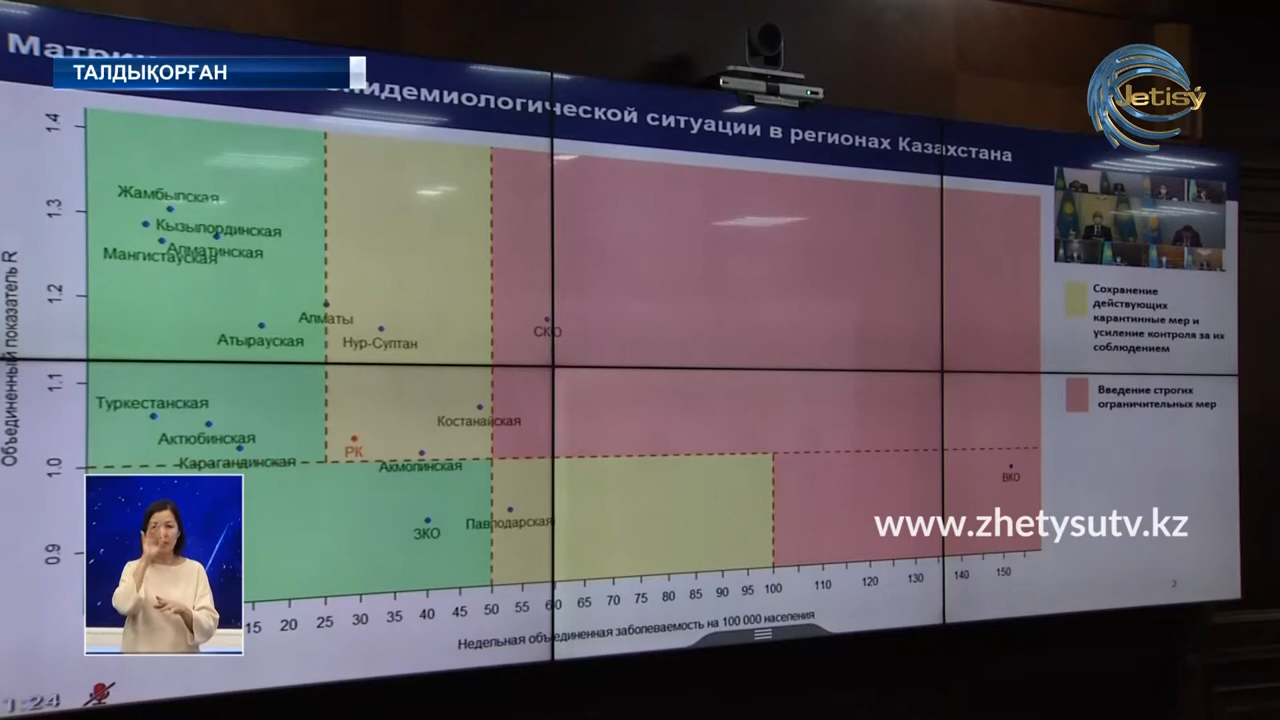 ТАЛДЫҚОРҒАН
Jetisý
эпидемиологической ситуации в регионах Казахстана
1.4
1.3
1.2
1.1
1.0
0.9
Объединенный показатель R
Жамбылская
Кызылординская
Алматинская
Мангистауская
Алматы
Атырауская
Нур-Султан
СКО
Туркестанская
Актюбинская
Карагандинская
РК
Костанайская
Акмолинская
ЗКО
Павлодарская
ВКО
Сохранение
действующих
карантинные мер и
усиление контроля за их
соблюдением
Введение строгих
ограничительных мер
www.zhetysutv.kz
15 20 25 30 35 40 45 50 55 60 65 70 75 80 85 90 95 100 110 120 130 140 150
Недельная объединенная заболеваемость на 100 000 населения
2
1:24